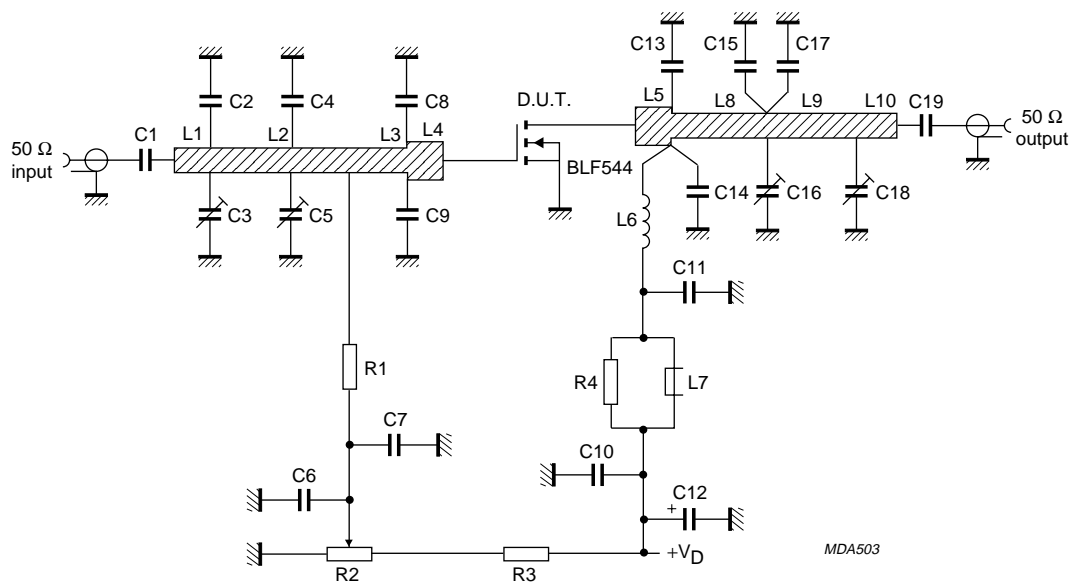 C13
C15
C17
C2
C4
C8
D.U.T.
L5
L8
L9
L10
C19
50 Ω
output
50 Ω
input
C1
L1
L2
L3
L4
BLF544
C3
C5
C9
C14
C16
C18
L6
C11
R1
R4
L7
C7
C10
C6
C12
+
R2
R3
+VD
MDA503